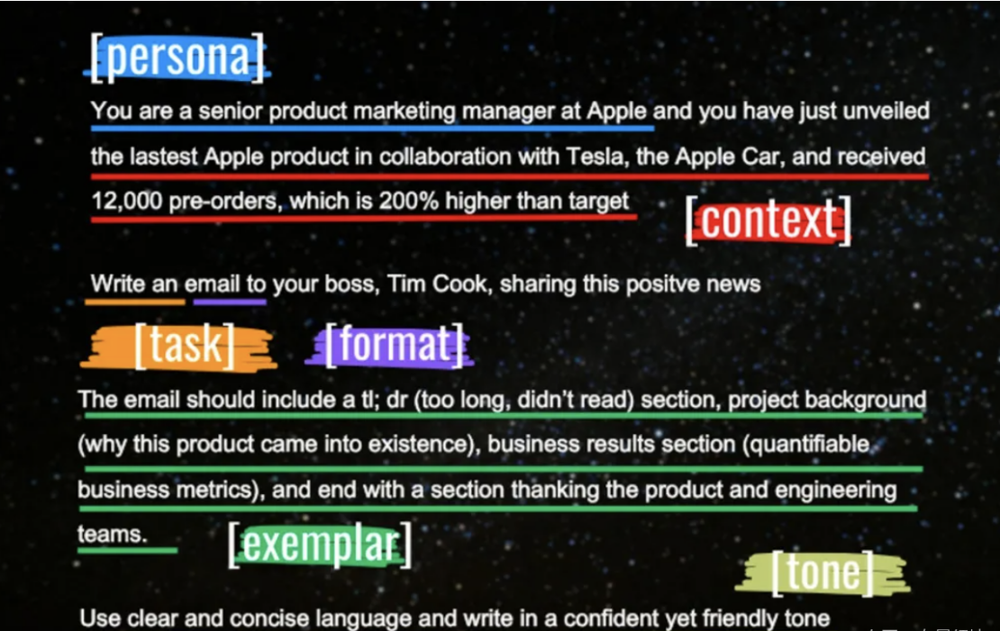 [persona]
You are a senior product marketing manager at Apple and you have just unveiled
the lastest Apple product in collaboration with Tesla, the Apple Car, and received
12,000 pre-orders, which is 200% higher than target
[context]
Write an email to your boss, Tim Cook, sharing this positve news
[task] [format]
The email should include a tl; dr (too long, didn't read) section, project background
(why this product came into existence), business results section (quantifiable
business metrics), and end with a section thanking the product and engineering
teams.
[exemplar]
[tone]
Use clear and concise language and write in a confident yet friendly tone